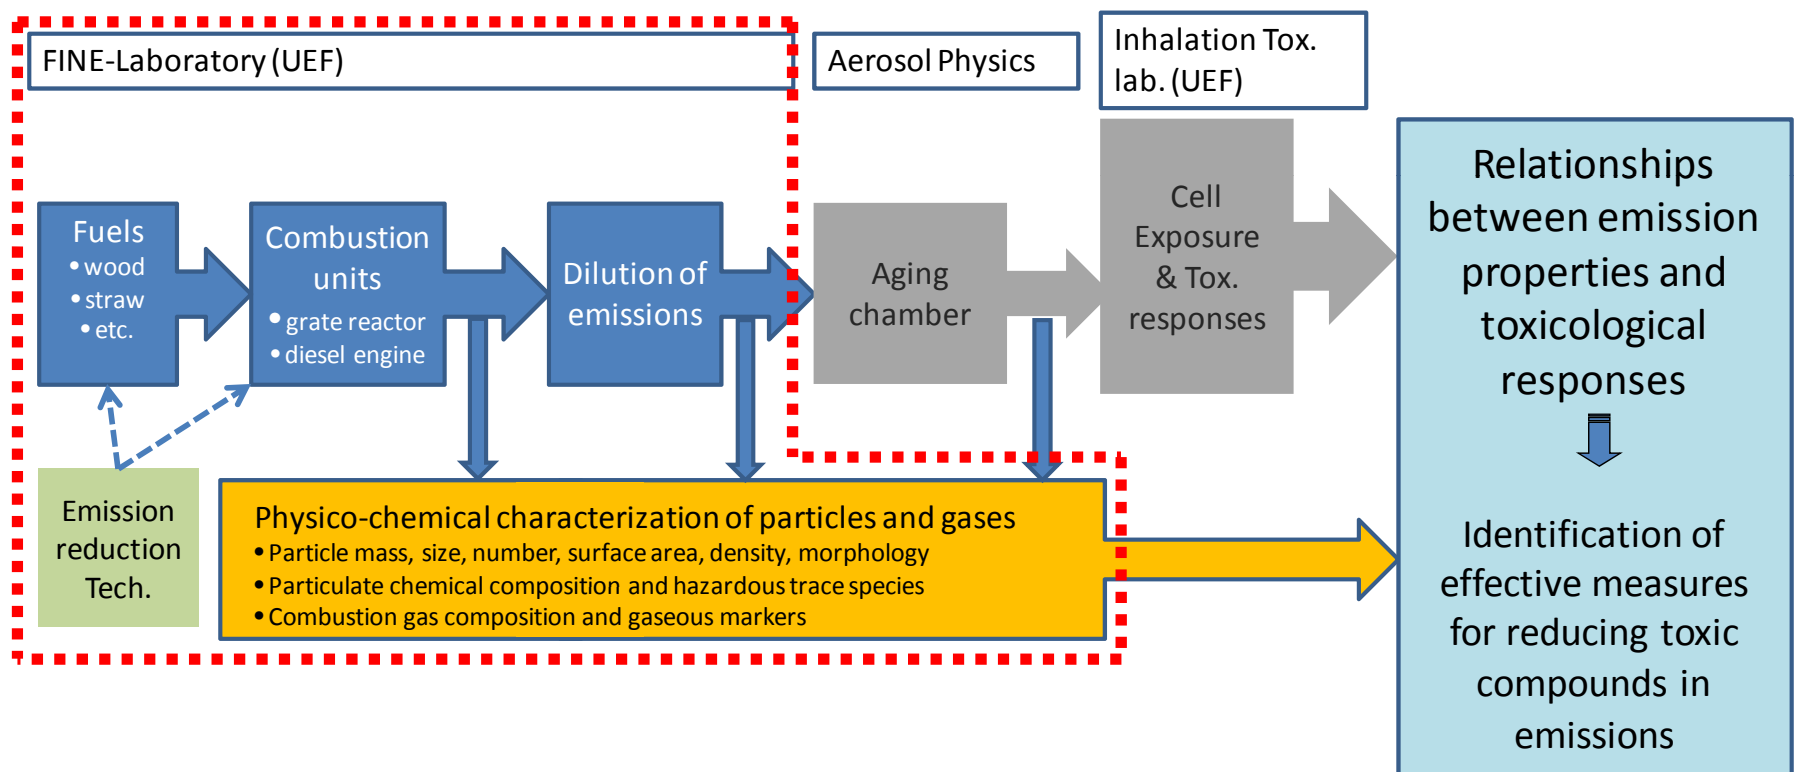 FINE-Laboratory (UEF)
Aerosol Physics
Inhalation Tox.
lab. (UEF)
Fuels
• wood
• straw
• etc.
Combustion
units
• grate reactor
• diesel engine
Dilution of
emissions
Aging
chamber
Cell
Exposure
& Tox.
responses
Relationships
between emission
properties and
toxicological
responses
Identification of
effective measures
for reducing toxic
compounds in
emissions
Emission
reduction
Tech.
Physico-chemical characterization of particles and gases
• Particle mass, size, number, surface area, density, morphology
• Particulate chemical composition and hazardous trace species
• Combustion gas composition and gaseous markers